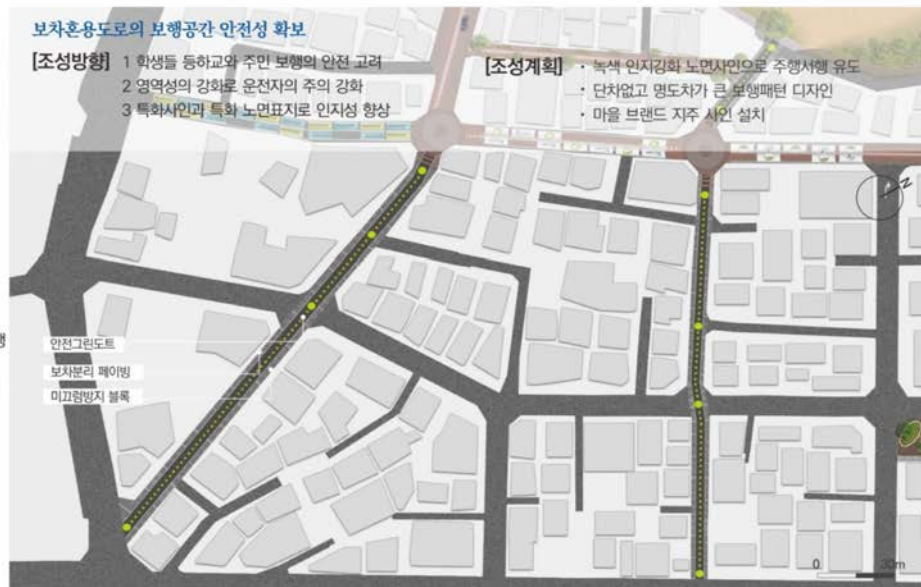 보차혼용도로의 보행공간 안전성 확보
[조성방향] 1 학생들 등하교와 주민 보행의 안전 고려
2 영역성의 강화로 운전자의 주의 강화
3 특화사인과 특화 노면표지로 인지성 향상
[조성계획] · 녹색 인지강화 노면사인으로 주행서행 유도
· 단차없고 명도차가 큰 보행패턴 디자인
· 마을 브랜드 지주 사인 설치
N
행
안전그린도트
보차분리 페이빙
미끄럼방지 블록
0 30m